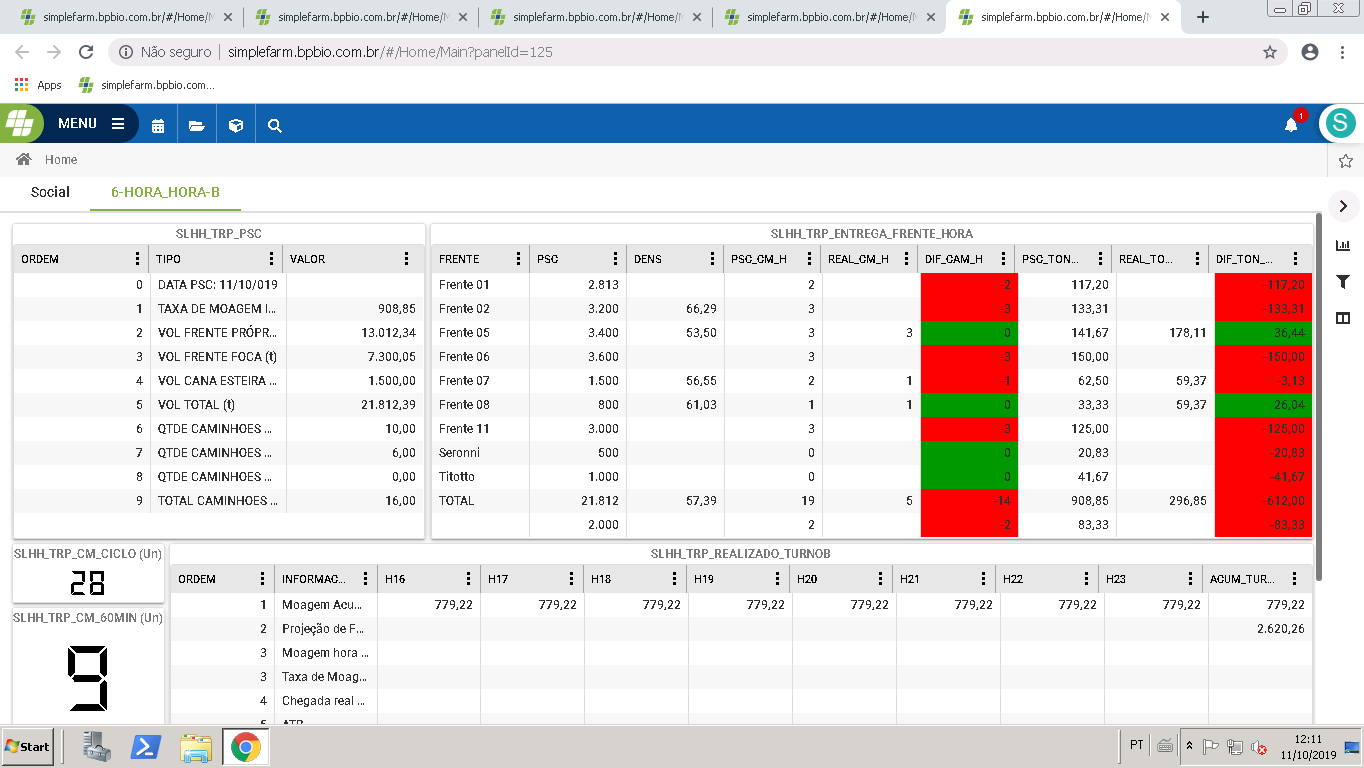 simplefarm.bpbio.com.br/#/Home/M simplefarm.bpbio.com.br/#/Home/M simplefarm.bpbio.com.br/#/Home/M simplefarm.bpbio.com.br/#/Home/M simplefarm.bpbio.com.br/#/Home/M
Não seguro simplefarm.bpbio.com.br/#/Home/Main?panelId=125
Apps simplefarm.bpbio.com...
MENU 1 S
Home
Social 6-HORA_HORA-B
SLHH_TRP_PSC
ORDEM TIPO VALOR
0 DATA PSC: 11/10/019
1 TAXA DE MOAGEM I... 908,85
2 VOL FRENTE PRÓPR... 13.012,34
3 VOL FRENTE FOCA (t) 7.300,05
4 VOL CANA ESTEIRA ... 1.500,00
5 VOL TOTAL (t) 21.812,39
6 QTDE CAMINHOES ... 10,00
7 QTDE CAMINHOES ... 6,00
8 QTDE CAMINHOES ... 0,00
9 TOTAL CAMINHOES ... 16,00
SLHH_TRP_ENTREGA_FRENTE_HORA
FRENTE PSC DENS PSC_CM_H REAL_CM_H DIF_CAM_H PSC_TON_... REAL_TO... DIF_TON_...
Frente 01 2.813 2 -2 117,20 -117,20
Frente 02 3.200 66,29 3 -3 133,31 -133,31
Frente 05 3.400 53,50 3 3 0 141,67 178,11 36,44
Frente 06 3.600 3 -3 150,00 -150,00
Frente 07 1.500 56,55 2 1 -1 62,50 59,37 -3,13
Frente 08 800 61,03 1 1 0 33,33 59,37 26,04
Frente 11 3.000 3 -3 125,00 -125,00
Seronni 500 0 0 20,83 -20,83
Titotto 1.000 0 0 41,67 -41,67
TOTAL 21.812 57,39 19 5 -14 908,85 296,85 -612,00
2.000 2 -2 83,33 -83,33
SLHH_TRP_CM_CICLO (Un)
28
SLHH_TRP_CM_60MIN (Un)
9
SLHH_TRP_REALIZADO_TURNOB
ORDEM INFORMAC... H16 H17 H18 H19 H20 H21 H22 H23 ACUM_TUR...
1 Moagem Acu... 779,22 779,22 779,22 779,22 779,22 779,22 779,22 779,22 779,22
2 Projeção de F... 2.620,26
3 Moagem hora ...
3 Taxa de Moag...
4 Chegada real ...
5 ATR
Start PT 12:11
11/10/2019